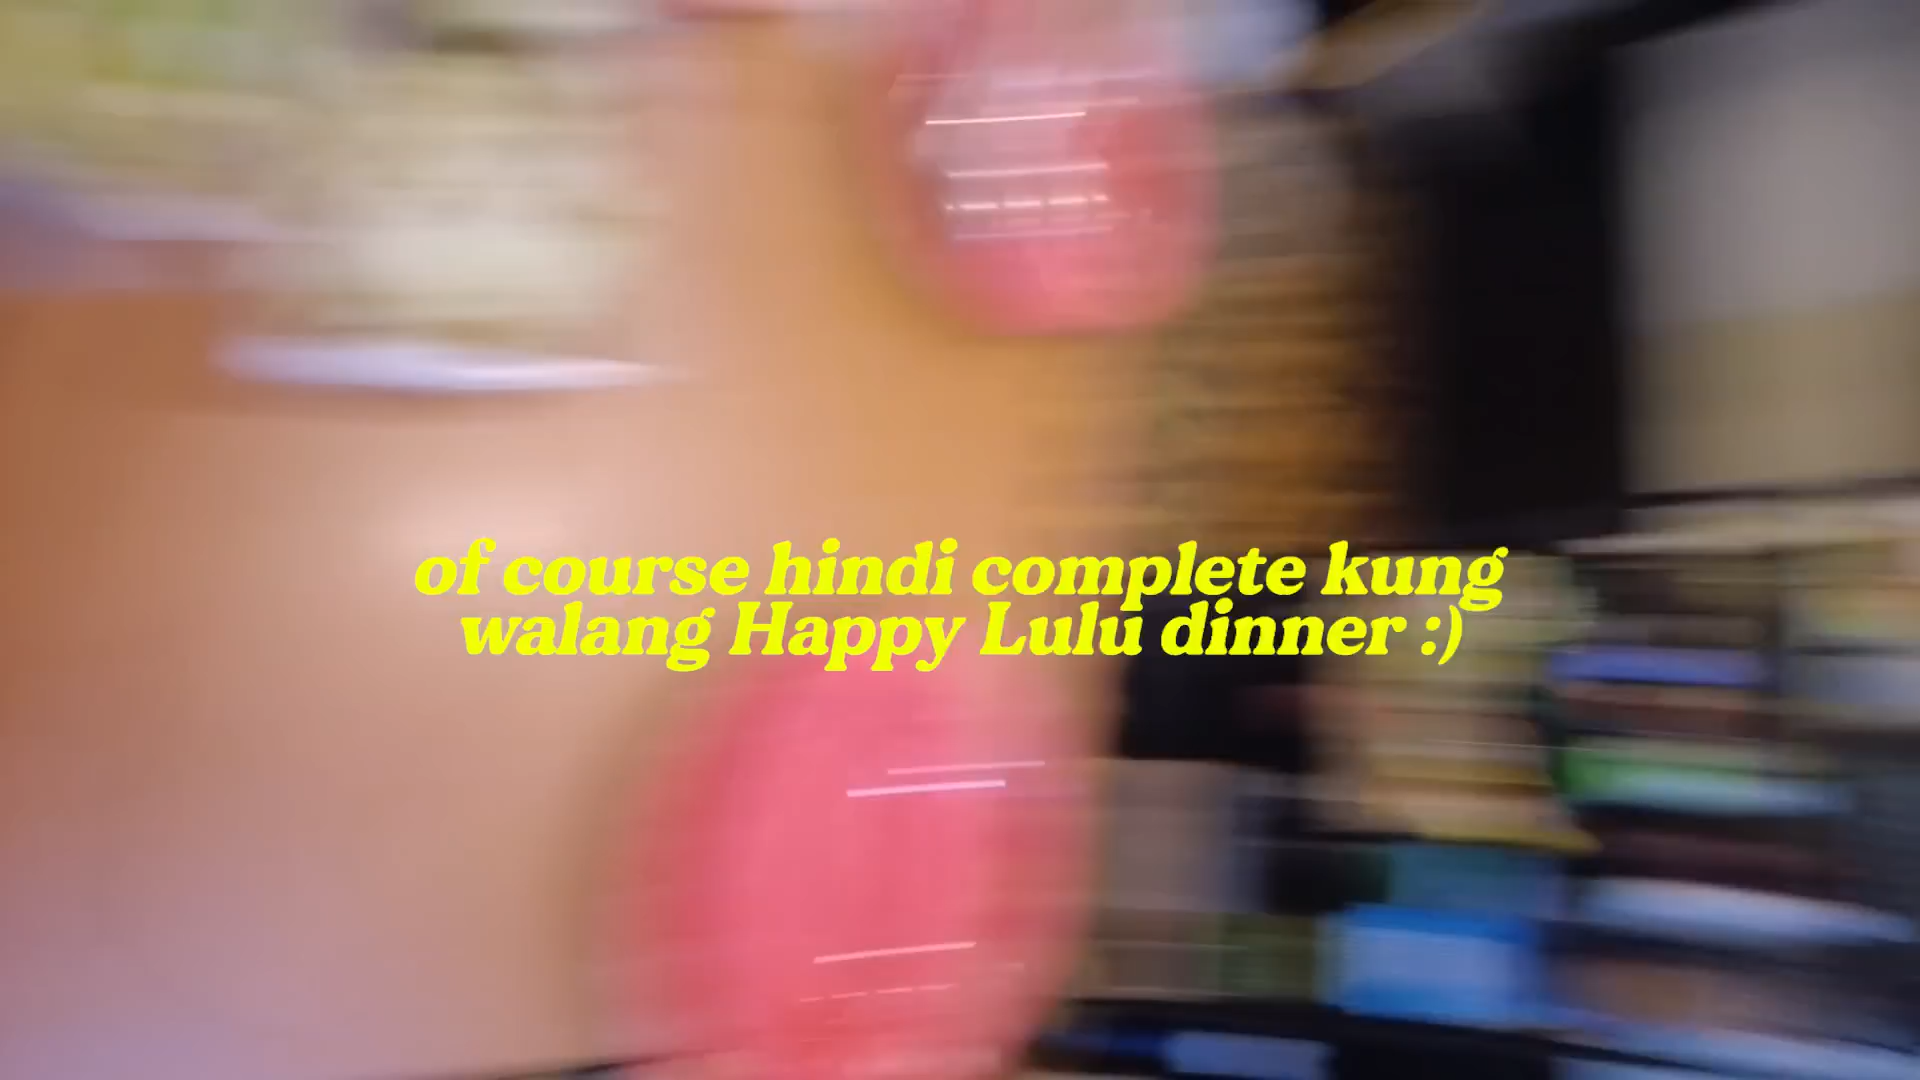 of course hindi complete kung
walang Happy Lulu dinner :)